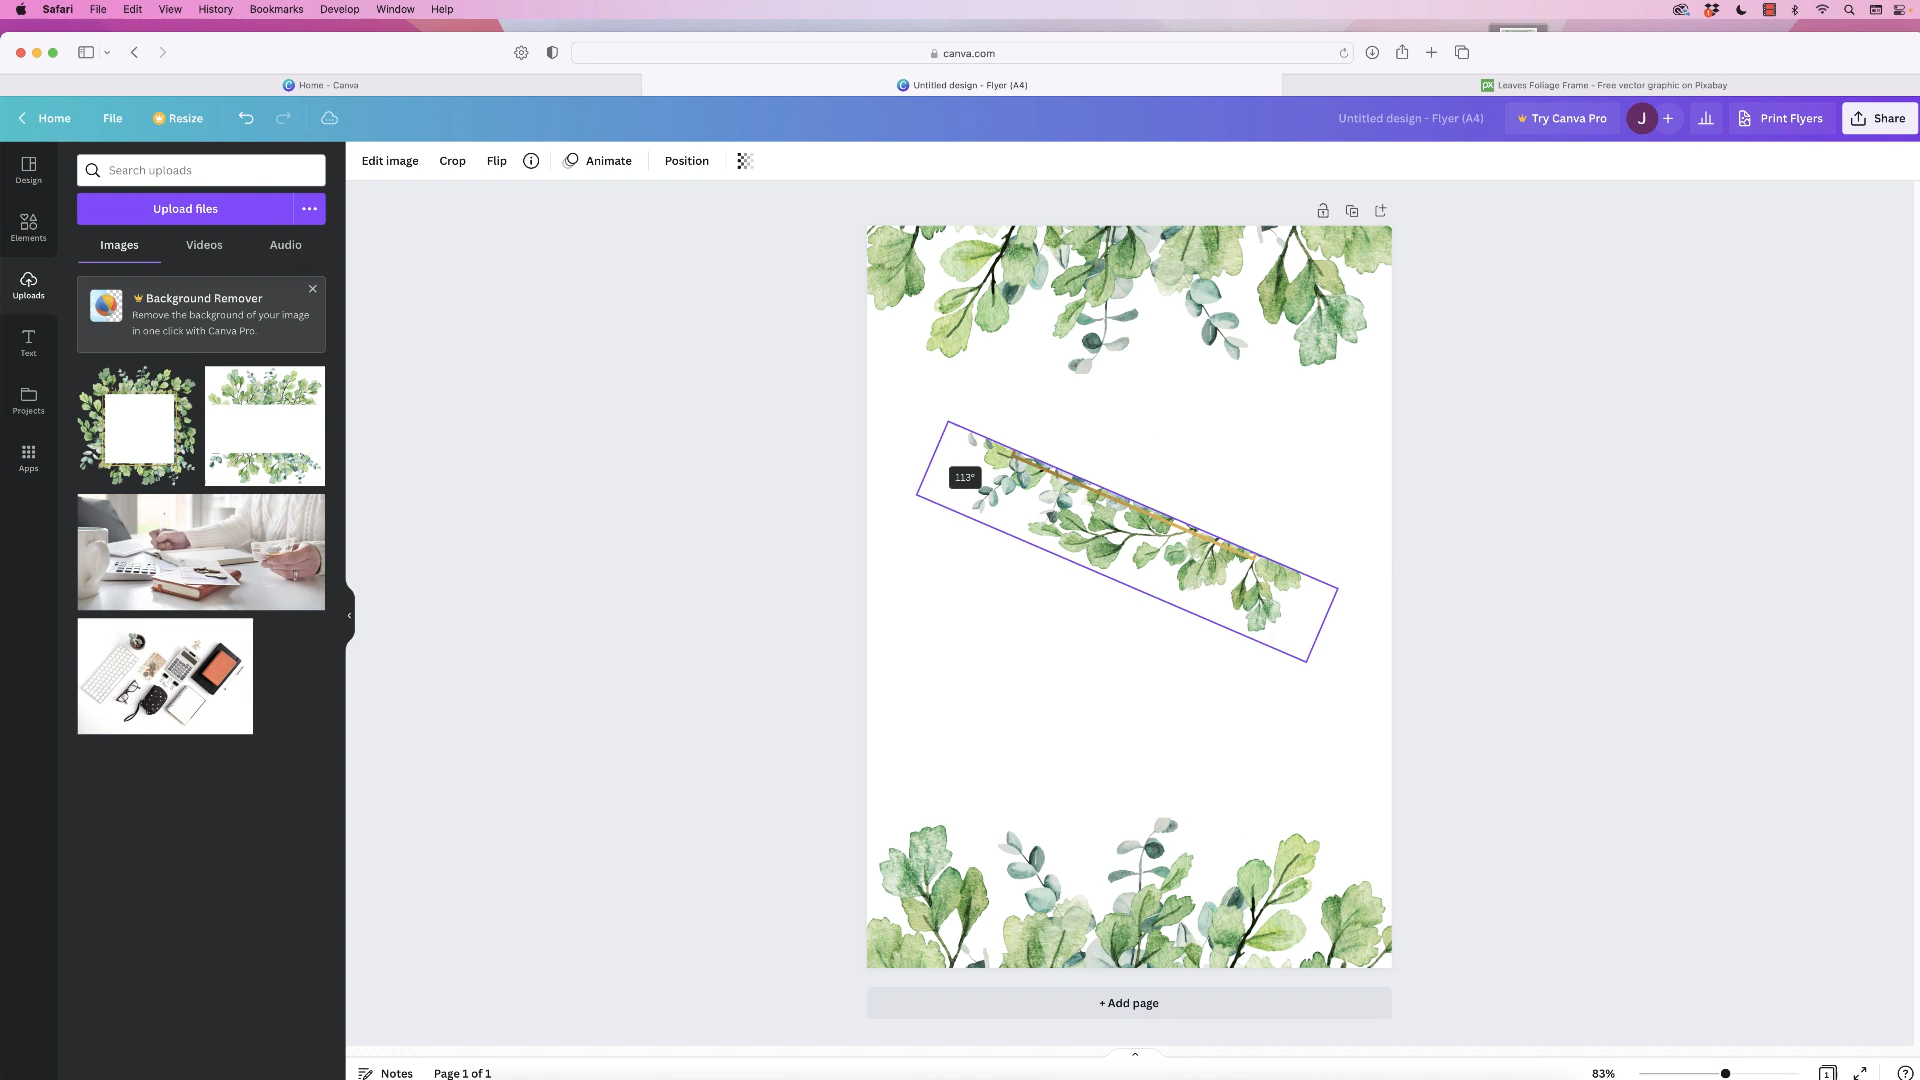 Safari File Edit View History Bookmarks Develop Window Help
canva.com
Home - Canva
Untitled design - Flyer (A4)
Leaves Foliage Frame - Free vector graphic on Pixabay
Home File Resize
Untitled design - Flyer (A4) Try Canva Pro J Print Flyers Share
Edit image Crop Flip Animate Position
Design
Elements
Uploads
Text
Projects
Apps
Search uploads
Upload files
Images Videos Audio
Background Remover
Remove the background of your image
in one click with Canva Pro.
113°
+ Add page
Notes Page 1 of 1
83%
1